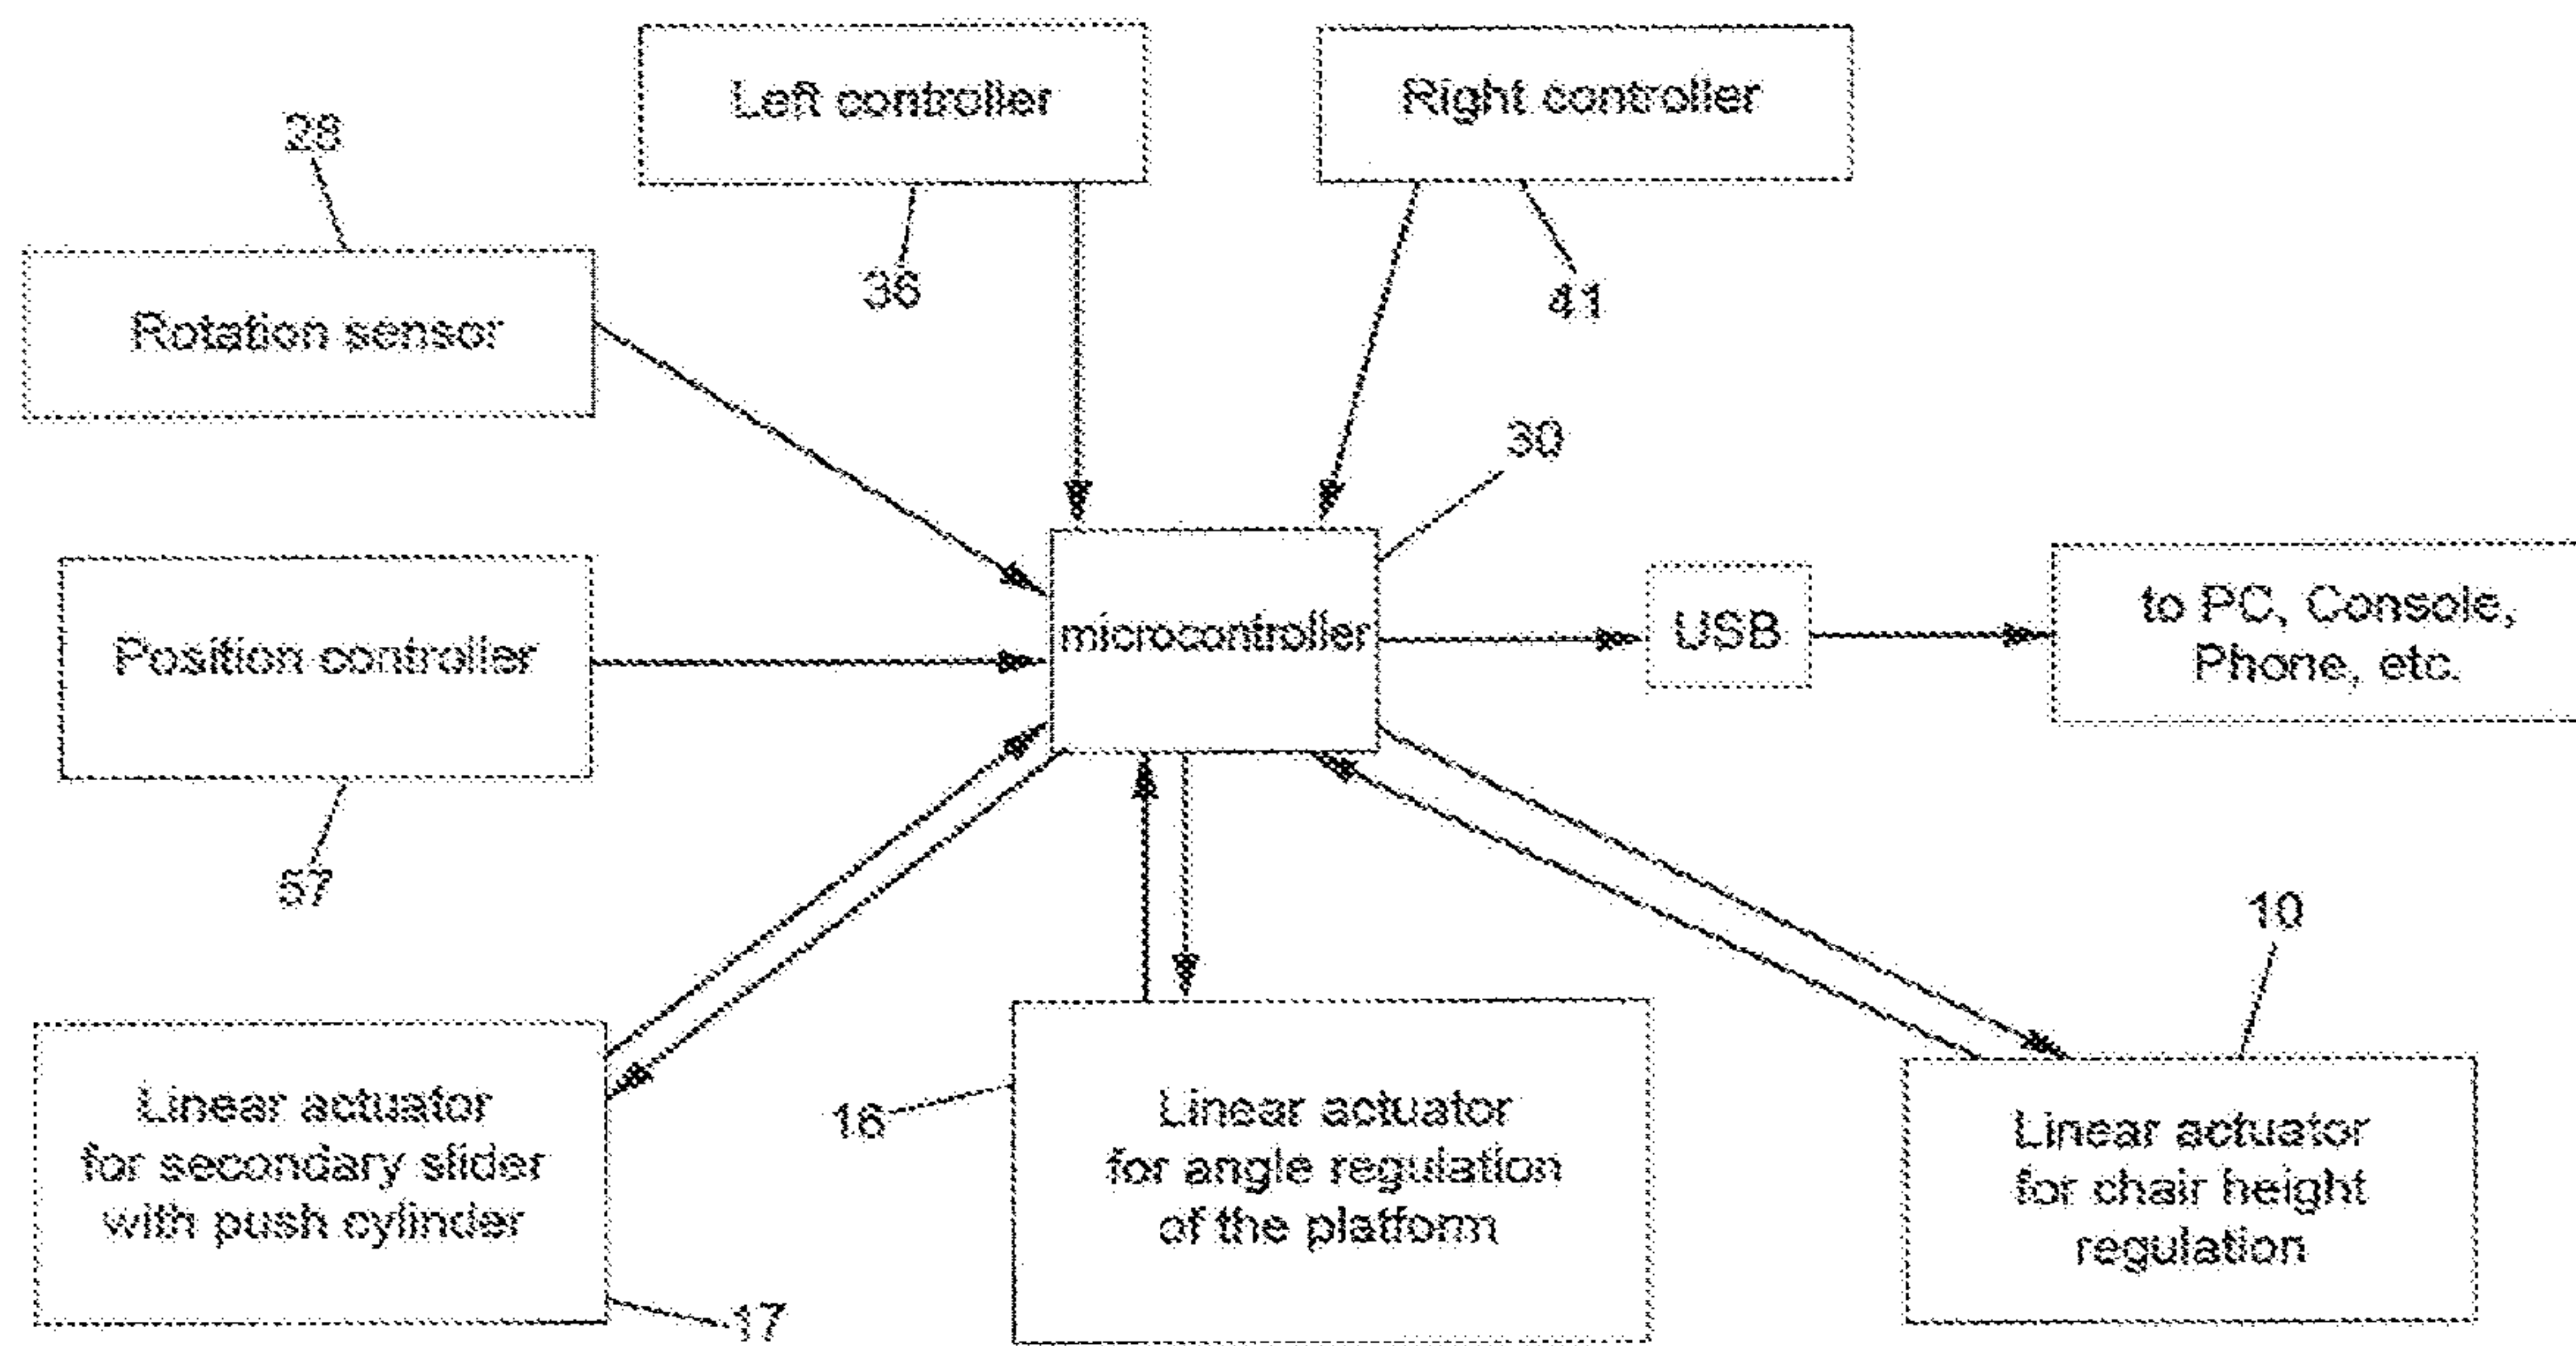 Left controller
Right controller
28
36
41
Rotation sensor
30
Position controller
microcontroller
USB
to PC, Console,
Phone, etc.
57
10
Linear actuator
for secondary slider
with push cylinder
16
Linear actuator
for angle regulation
of the platform
Linear actuator
for chair height
regulation
17